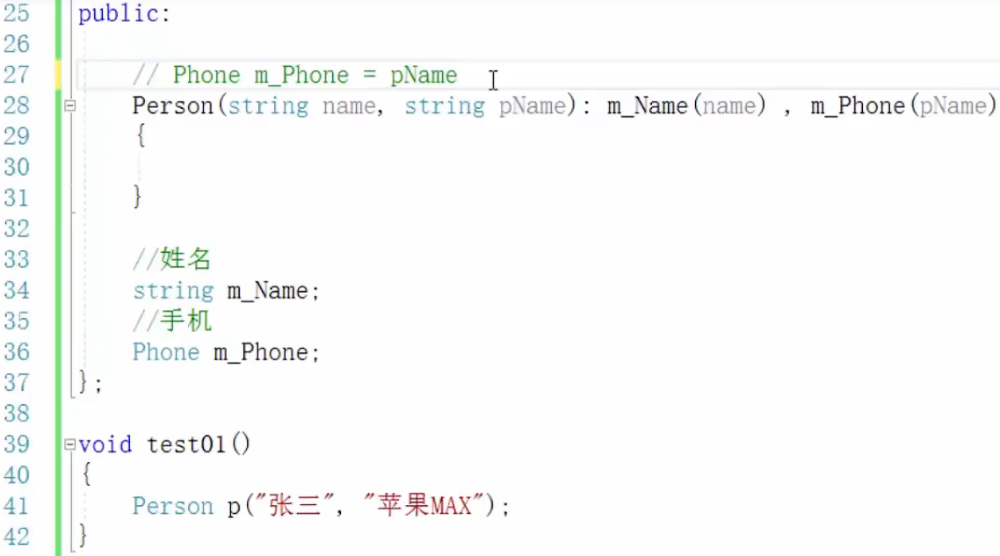 25 public:
26
27 // Phone m_Phone = pName
28 Person(string name, string pName): m_Name(name) , m_Phone(pName)
29 {
30
31 }
32
33 //姓名
34 string m_Name;
35 //手机
36 Phone m_Phone;
37 };
38
39 void test01()
40 {
41 Person p("张三", "苹果MAX");
42 }